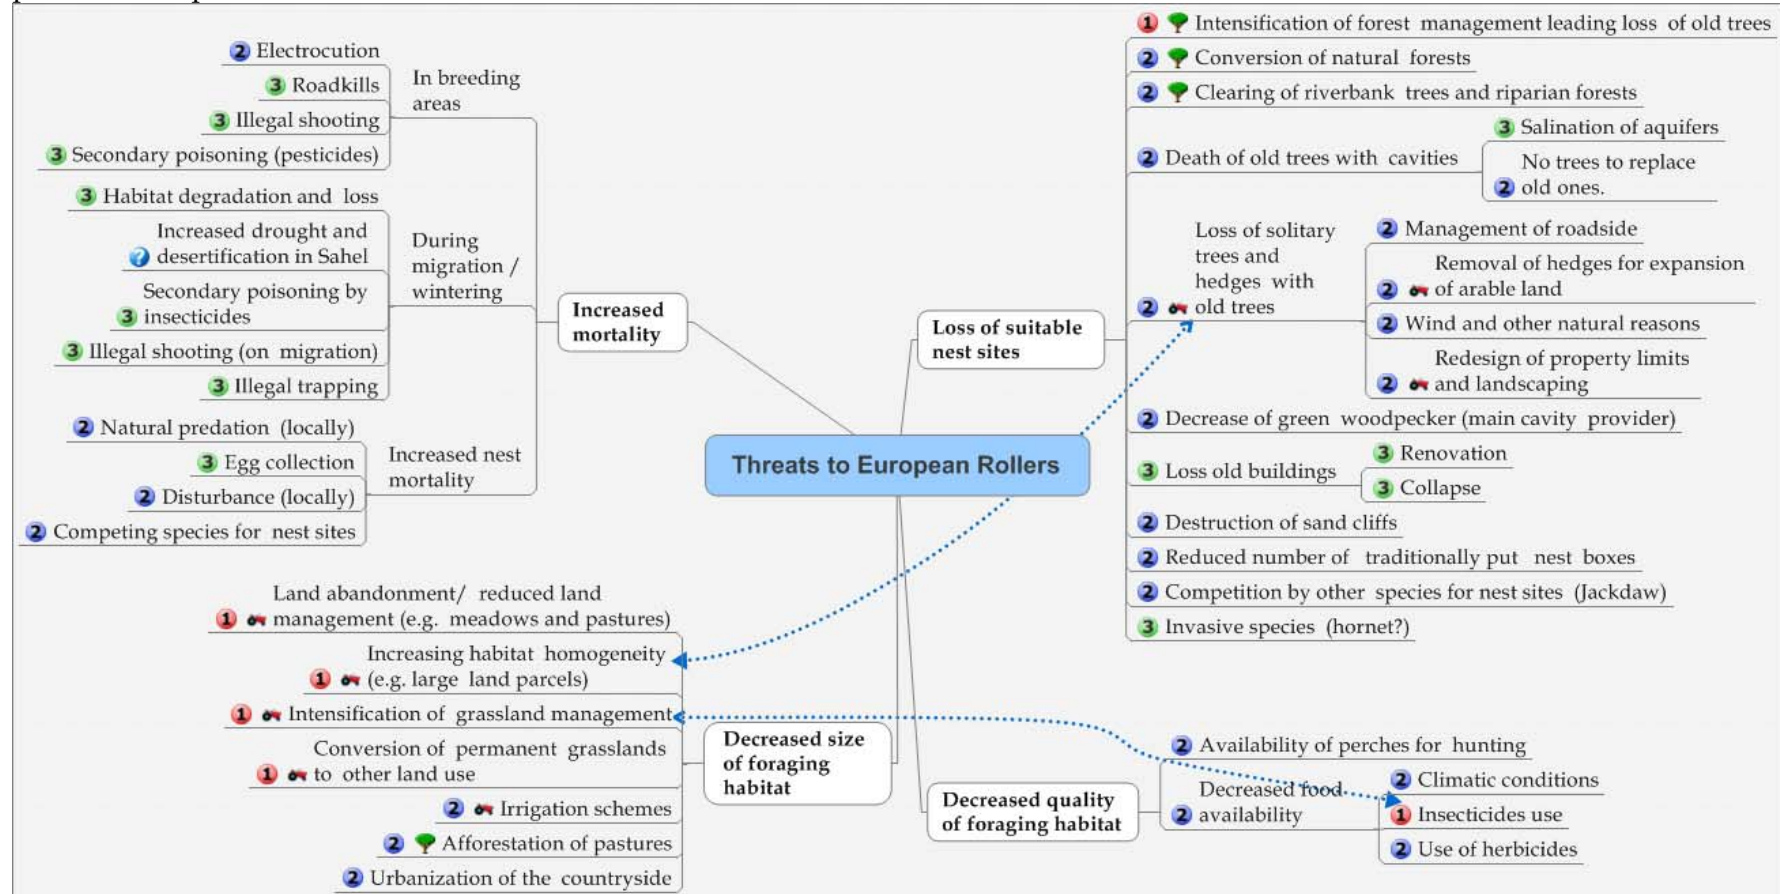 Threats to European Rollers
Increased
mortality
In breeding
areas
2 Electrocution
3 Roadkills
3 Illegal shooting
3 Secondary poisoning (pesticides)
During
migration /
wintering
3 Habitat degradation and loss
Increased drought and
? desertification in Sahel
Secondary poisoning by
3 insecticides
3 Illegal shooting (on migration)
3 Illegal trapping
Increased nest
mortality
2 Natural predation (locally)
3 Egg collection
2 Disturbance (locally)
2 Competing species for nest sites
Loss of suitable
nest sites
1 Intensification of forest management leading loss of old trees
2 Conversion of natural forests
2 Clearing of riverbank trees and riparian forests
2 Death of old trees with cavities
3 Salination of aquifers
No trees to replace
2 old ones.
Loss of solitary
trees and
hedges with
2 old trees
2 Management of roadside
Removal of hedges for expansion
2 of arable land
2 Wind and other natural reasons
Redesign of property limits
2 and landscaping
2 Decrease of green woodpecker (main cavity provider)
3 Loss old buildings
3 Renovation
3 Collapse
2 Destruction of sand cliffs
2 Reduced number of traditionally put nest boxes
2 Competition by other species for nest sites (Jackdaw)
3 Invasive species (hornet?)
Decreased size
of foraging
habitat
Land abandonment/ reduced land
1 management (e.g. meadows and pastures)
Increasing habitat homogeneity
1 (e.g. large land parcels)
1 Intensification of grassland management
Conversion of permanent grasslands
1 to other land use
2 Irrigation schemes
2 Afforestation of pastures
2 Urbanization of the countryside
Decreased quality
of foraging habitat
2 Availability of perches for hunting
Decreased food
2 availability
2 Climatic conditions
1 Insecticides use
2 Use of herbicides